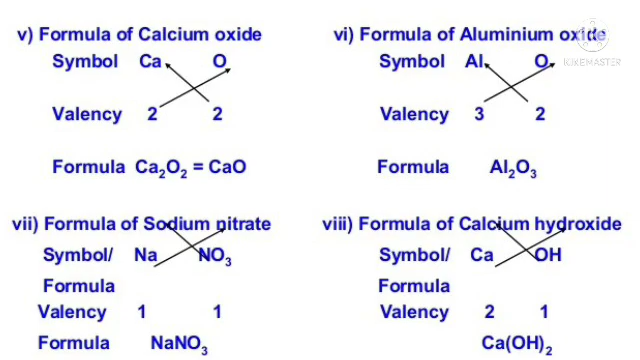 v) Formula of Calcium oxide
Symbol Ca O
Valency 2 2
Formula Ca₂O₂ = CaO
vi) Formula of Aluminium oxide
Symbol Al O
Valency 3 2
Formula Al₂O₃
KINEMASTER
vii) Formula of Sodium nitrate
Symbol/ Na NO₃
Formula
Valency 1 1
Formula NaNO₃
viii) Formula of Calcium hydroxide
Symbol/ Ca OH
Formula
Valency 2 1
Ca(OH)₂